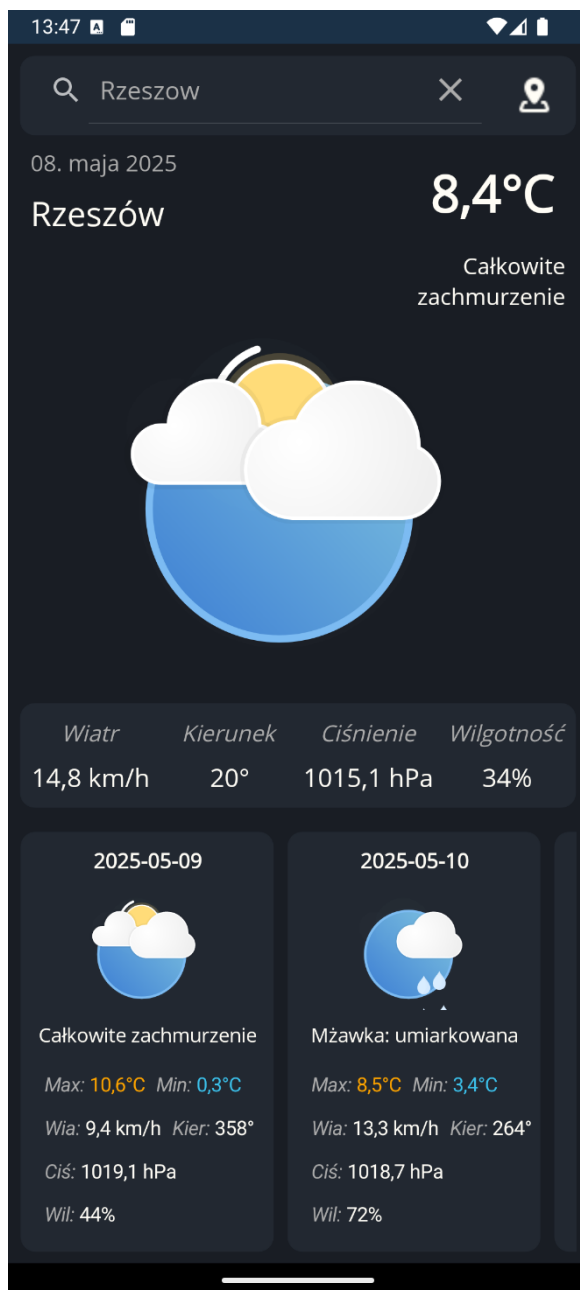 13:47
Rzeszow
08. maja 2025
8,4°C
Rzeszów
Całkowite
zachmurzenie
Wiatr Kierunek Ciśnienie Wilgotność
14,8 km/h 20° 1015,1 hPa 34%
2025-05-09
Całkowite zachmurzenie
Max: 10,6°C Min: 0,3°C
Wia: 9,4 km/h Kier: 358°
Ciś: 1019,1 hPa
Wil: 44%
2025-05-10
Mżawka: umiarkowana
Max: 8,5°C Min: 3,4°C
Wia: 13,3 km/h Kier: 264°
Ciś: 1018,7 hPa
Wil: 72%